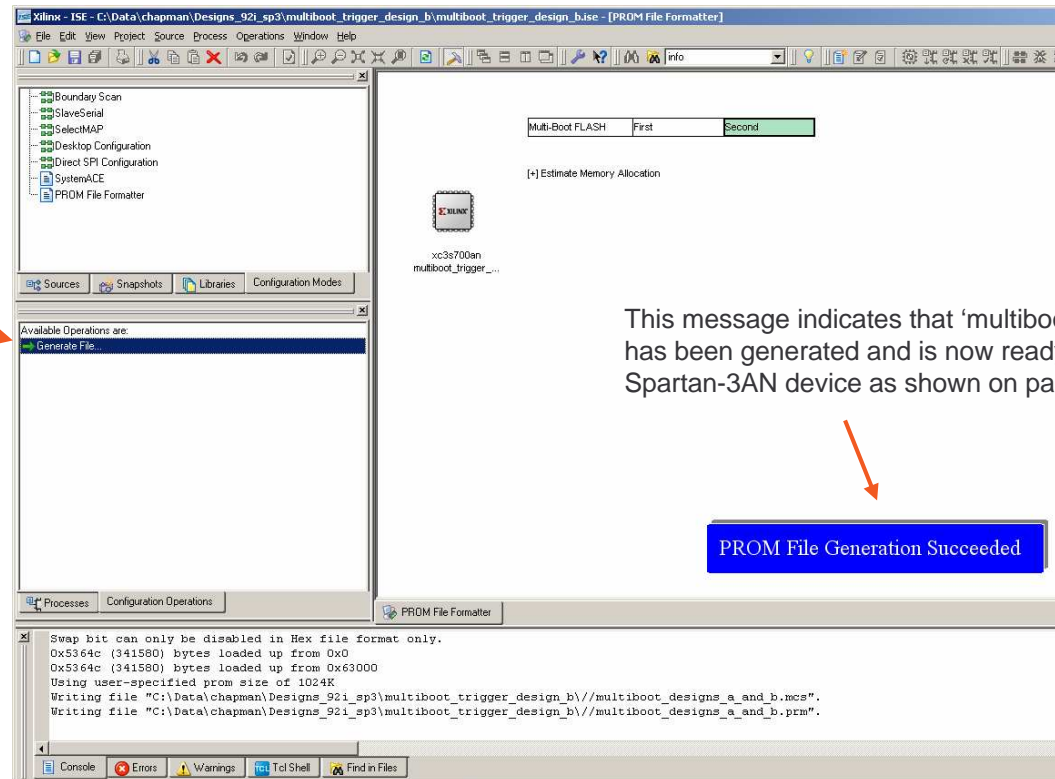 Xilinx - ISE - C:\Data\chapman\Designs_92i_sp3\multiboot_trigger_design_b\multiboot_trigger_design_b.ise - [PROM File Formatter]
File Edit View Project Source Process Operations Window Help
info
Boundary Scan
SlaveSerial
SelectMAP
Desktop Configuration
Direct SPI Configuration
SystemACE
PROM File Formatter
Sources Snapshots Libraries Configuration Modes
Multi-Boot FLASH First Second
[+] Estimate Memory Allocation
XILINX
xc3s700an
multiboot_trigger_...
Available Operations are:
Generate File...
This message indicates that ‘multiboo
has been generated and is now read
Spartan-3AN device as shown on pa
PROM File Generation Succeeded
Processes Configuration Operations
PROM File Formatter
Swap bit can only be disabled in Hex file format only.
0x5364c (341580) bytes loaded up from 0x0
0x5364c (341580) bytes loaded up from 0x63000
Using user-specified prom size of 1024K
Writing file "C:\Data\chapman\Designs_92i_sp3\multiboot_trigger_design_b\//multiboot_designs_a_and_b.mcs".
Writing file "C:\Data\chapman\Designs_92i_sp3\multiboot_trigger_design_b\//multiboot_designs_a_and_b.prm".
Console Errors Warnings Tcl Shell Find in Files